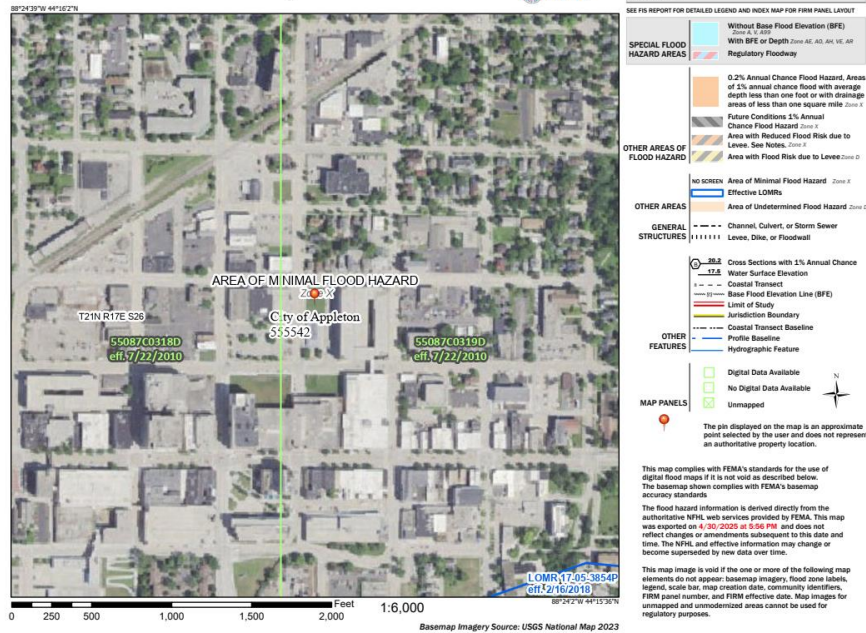 88°24'39"W 44°16'2"N
AREA OF MINIMAL FLOOD HAZARD
Zone X
T21N R17E S26
City of Appleton
555542
55087C0318D
eff. 7/22/2010
55087C0319D
eff. 7/22/2010
LOMR 17-05-3854P
eff. 2/16/2018
88°24'2"W 44°15'36"N
Feet
1:6,000
0 250 500 1,000 1,500 2,000
Basemap Imagery Source: USGS National Map 2023
SEE FIS REPORT FOR DETAILED LEGEND AND INDEX MAP FOR FIRM PANEL LAYOUT
SPECIAL FLOOD
HAZARD AREAS
Without Base Flood Elevation (BFE)
Zone A, V, A99
With BFE or Depth Zone AE, AO, AH, VE, AR
Regulatory Floodway
OTHER AREAS OF
FLOOD HAZARD
0.2% Annual Chance Flood Hazard, Areas
of 1% annual chance flood with average
depth less than one foot or with drainage
areas of less than one square mile Zone X
Future Conditions 1% Annual
Chance Flood Hazard Zone X
Area with Reduced Flood Risk due to
Levee. See Notes. Zone X
Area with Flood Risk due to Levee Zone D
OTHER AREAS
NO SCREEN Area of Minimal Flood Hazard Zone X
Effective LOMRs
Area of Undetermined Flood Hazard Zone
GENERAL
STRUCTURES
Channel, Culvert, or Storm Sewer
Levee, Dike, or Floodwall
OTHER
FEATURES
20.2 Cross Sections with 1% Annual Chance
17.5 Water Surface Elevation
Coastal Transect
Base Flood Elevation Line (BFE)
Limit of Study
Jurisdiction Boundary
Coastal Transect Baseline
Profile Baseline
Hydrographic Feature
MAP PANELS
Digital Data Available
No Digital Data Available
Unmapped
N
The pin displayed on the map is an approximate
point selected by the user and does not represent
an authoritative property location.
This map complies with FEMA's standards for the use of
digital flood maps if it is not void as described below.
The basemap shown complies with FEMA's basemap
accuracy standards
The flood hazard information is derived directly from the
authoritative NFHL web services provided by FEMA. This map
was exported on 4/30/2025 at 5:56 PM and does not
reflect changes or amendments subsequent to this date and
time. The NFHL and effective information may change or
become superseded by new data over time.
This map image is void if the one or more of the following map
elements do not appear: basemap imagery, flood zone labels,
legend, scale bar, map creation date, community identifiers,
FIRM panel number, and FIRM effective date. Map images for
unmapped and unmodernized areas cannot be used for
regulatory purposes.